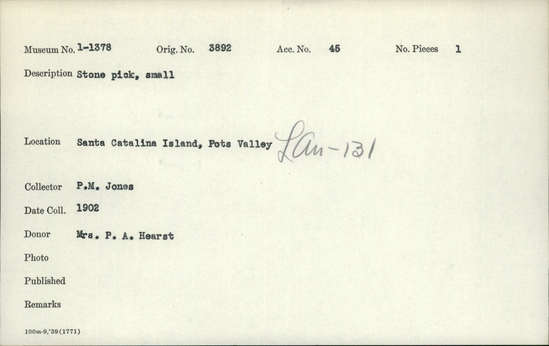 Museum No. 1-1378 Orig. No. 3892 Acc. No. 45 No. Pieces 1
Description Stone pick, small
Location Santa Catalina Island, Pots Valley LAn-131
Collector P.M. Jones
Date Coll. 1902
Donor Mrs. P. A. Hearst
Photo
Published
Remarks
100m-9,'39(1771)